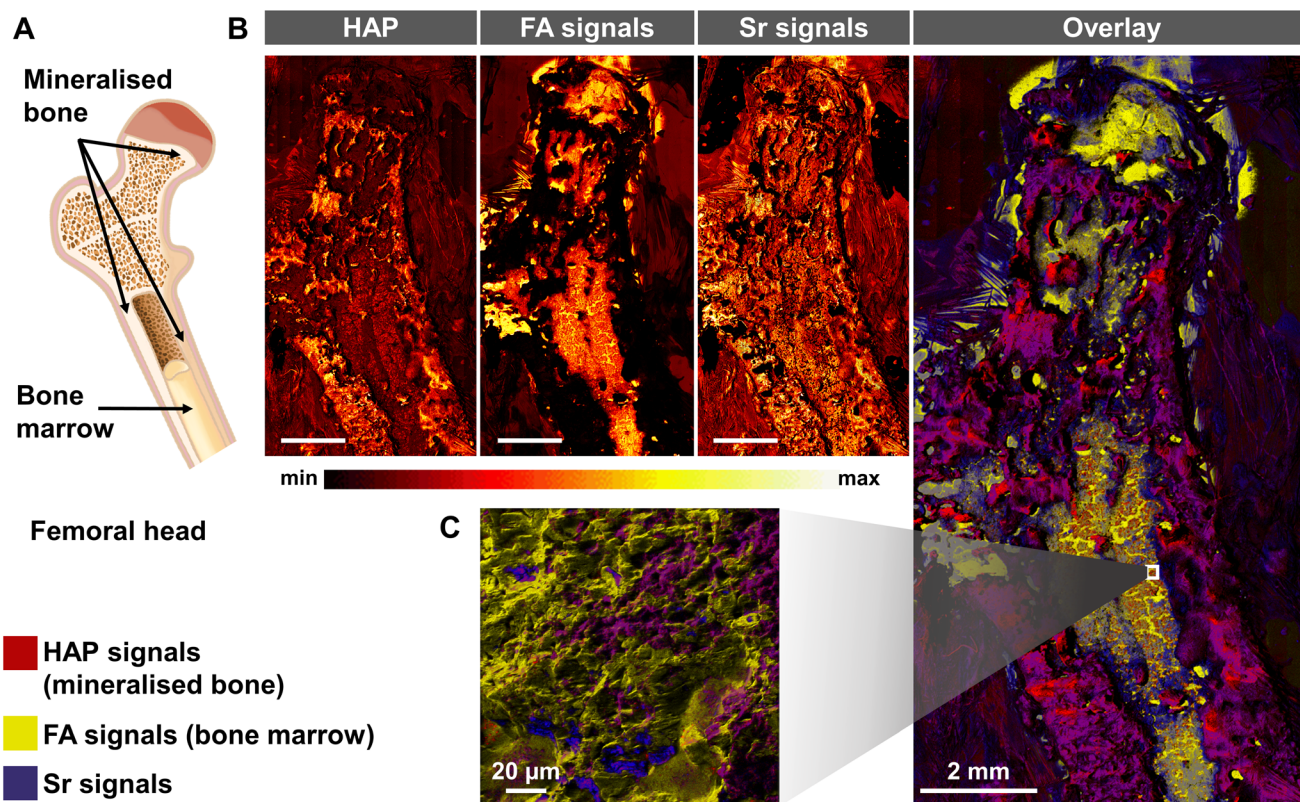 A
Mineralised
bone
Bone
marrow
Femoral head
HAP signals
(mineralised bone)
FA signals (bone marrow)
Sr signals
B
HAP
FA signals
Sr signals
Overlay
min
max
C
20 µm
2 mm